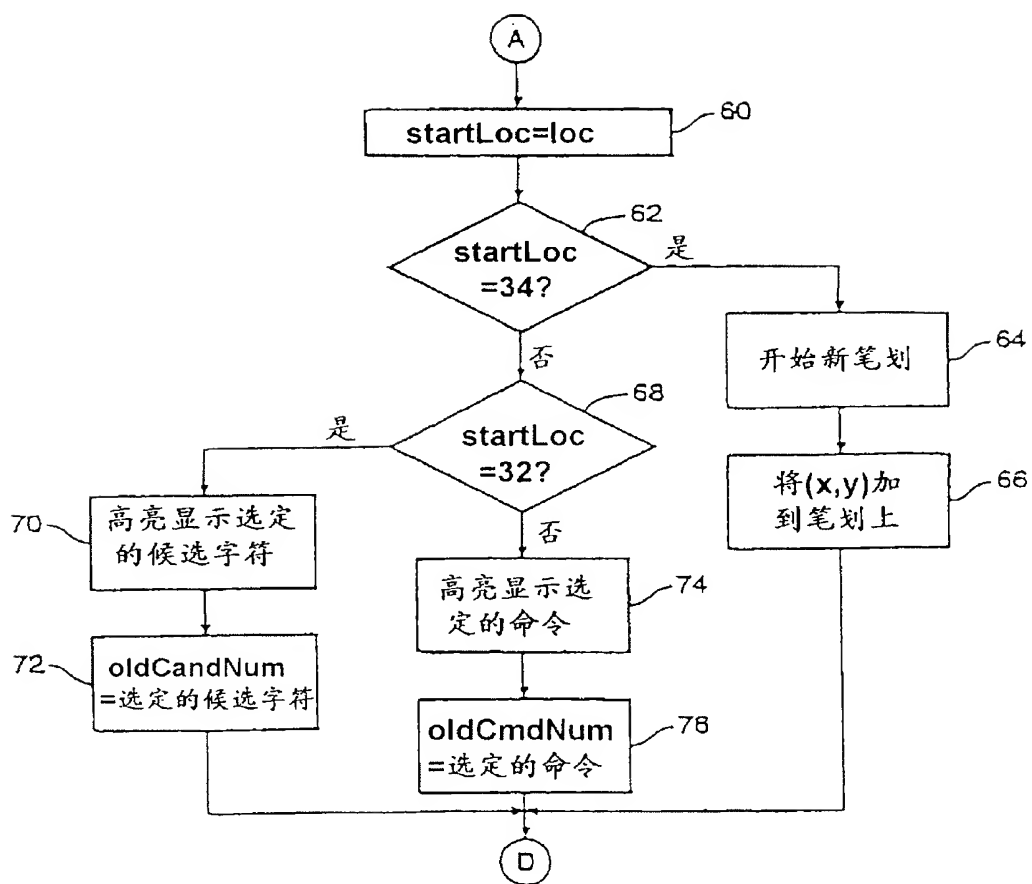 A
startLoc=loc
60
62
startLoc
=34?
是
开始新笔划
64
否
68
startLoc
=32?
是
将(x,y)加
到笔划上
66
70
高亮显示选定
的候选字符
否
高亮显示选
定的命令
74
72
oldCandNum
=选定的候选字符
oldCmdNum
=选定的命令
78
D